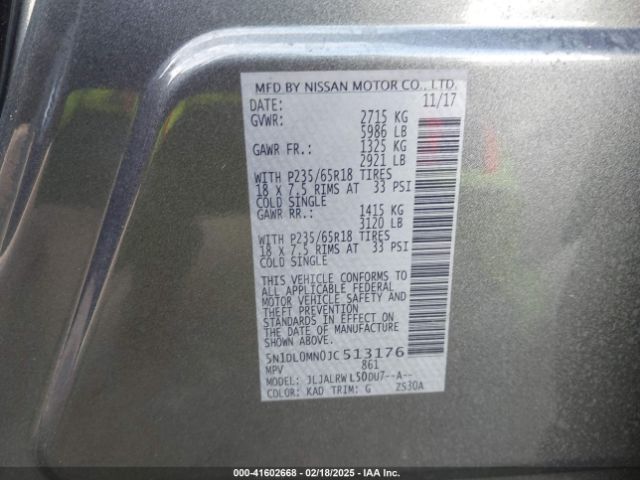 MFD BY NISSAN MOTOR CO., LTD.
DATE: 11/17
GVWR: 2715 KG
5986 LB
GAWR FR.: 1325 KG
2921 LB
WITH P235/65R18 TIRES
18 X 7.5 RIMS AT 33 PSI
COLD SINGLE
GAWR RR.: 1415 KG
3120 LB
WITH P235/65R18 TIRES
18 X 7.5 RIMS AT 33 PSI
COLD SINGLE
THIS VEHICLE CONFORMS TO
ALL APPLICABLE FEDERAL
MOTOR VEHICLE SAFETY AND
THEFT PREVENTION
STANDARDS IN EFFECT ON
THE DATE OF MANUFACTURE
SHOWN ABOVE.
5N1DL0MN0JC513176
MPV 861
MODEL: JLJALRWL50DU7--A--
COLOR: KAD TRIM: G ZS30A
000-41602668 - 02/18/2025 - IAA Inc.